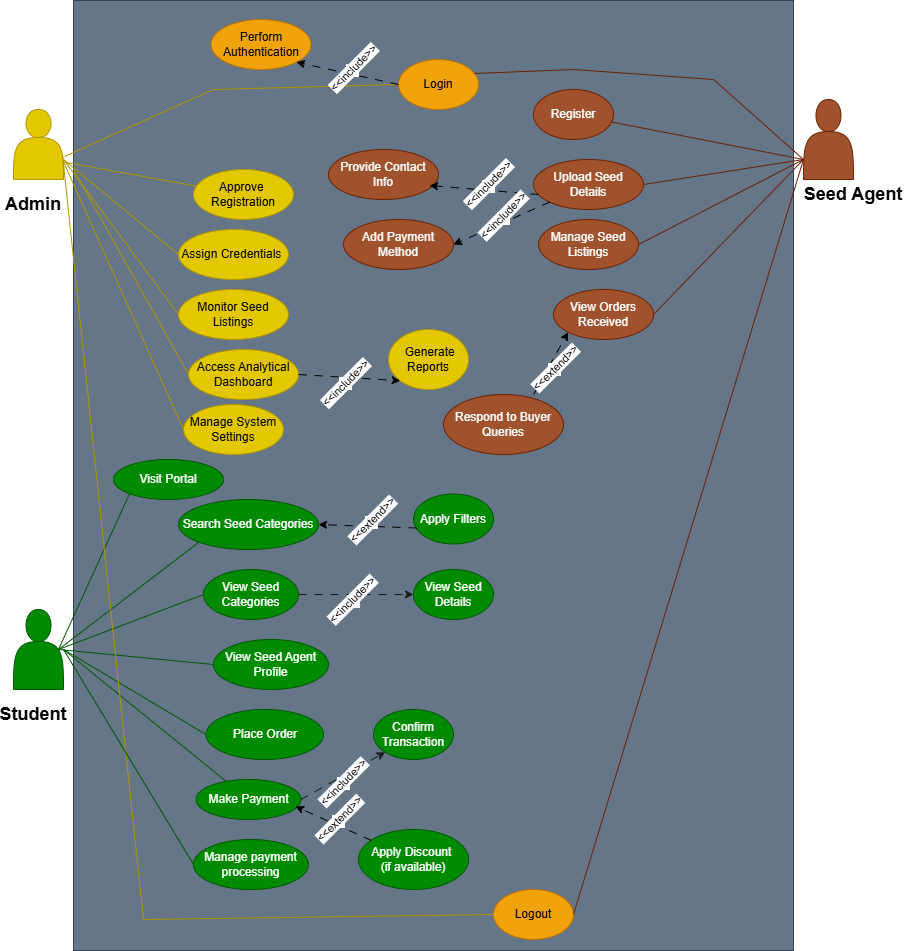 Perform
Authentication
<<include>>
Login
Register
Admin
Seed Agent
Provide Contact
Info
<<include>>
Upload Seed
Details
Approve
Registration
<<include>>
Add Payment
Method
Manage Seed
Listings
Assign Credentials
Monitor Seed
Listings
View Orders
Received
Generate
Reports
<<extend>>
Access Analytical
Dashboard
<<include>>
Manage System
Settings
Respond to Buyer
Queries
Visit Portal
Search Seed Categories
<<extend>>
Apply Filters
View Seed
Categories
<<include>>
View Seed
Details
View Seed Agent
Profile
Student
Place Order
Confirm
Transaction
<<include>>
Make Payment
<<extend>>
Manage payment
processing
Apply Discount
(if available)
Logout